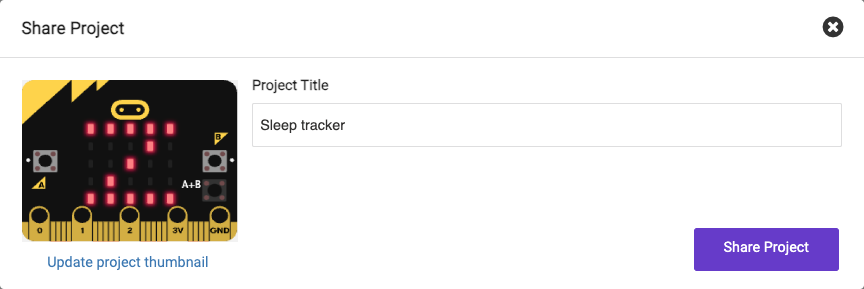 Share Project
Project Title
Sleep tracker
B
A
A+B
0 1 2 3V GND
Update project thumbnail
Share Project